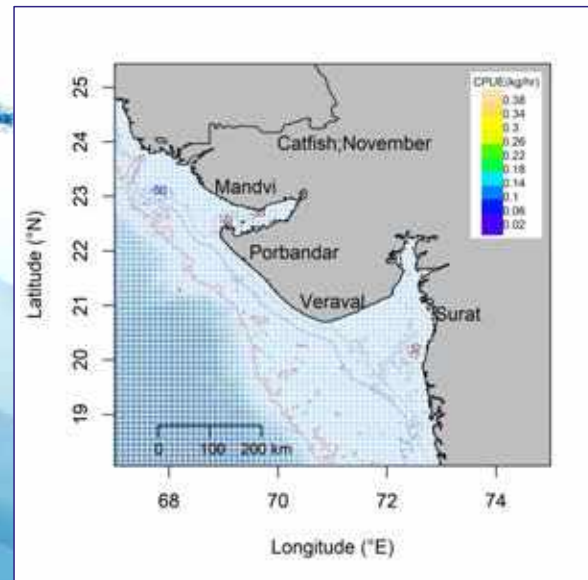 CPUE(kg/hr)
0.38
0.34
0.3
0.26
0.22
0.18
0.14
0.1
0.06
0.02
Catfish;November
Mandvi
Porbandar
Veraval
Surat
-50
25
24
23
22
21
20
19
Latitude (°N)
0 100 200 km
68 70 72 74
Longitude (°E)